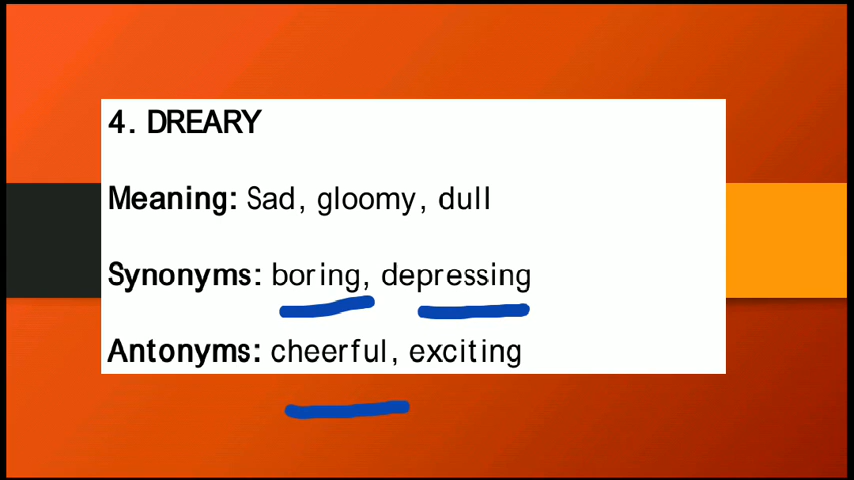 4. DREARY
Meaning: Sad, gloomy, dull
Synonyms: boring, depressing
Antonyms: cheerful, exciting